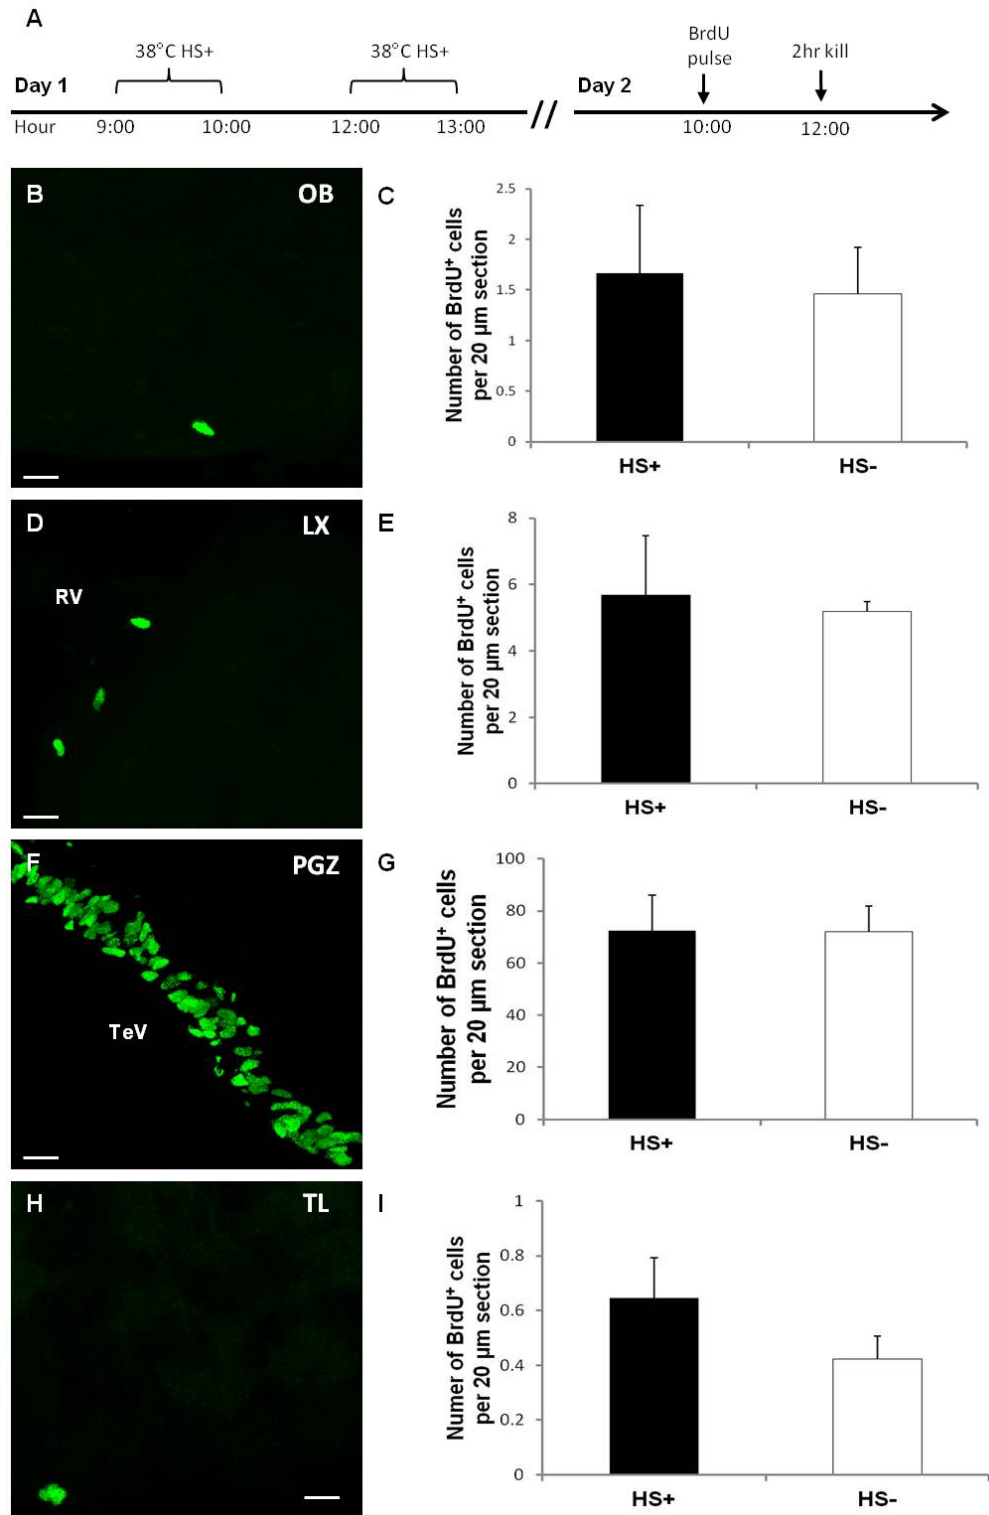 A
38°C HS+
38°C HS+
BrdU
pulse
2hr kill
Day 1
Day 2
Hour
9:00
10:00
12:00
13:00
10:00
12:00
B
OB
C
Number of BrdU⁺ cells
per 20 µm section
2.5
2
1.5
1
0.5
0
HS+
HS-
D
LX
RV
E
Number of BrdU⁺ cells
per 20 µm section
8
6
4
2
0
HS+
HS-
F
PGZ
TeV
G
Number of BrdU⁺ cells
per 20 µm section
100
80
60
40
20
0
HS+
HS-
H
TL
I
Numer of BrdU⁺ cells
per 20 µm section
1
0.8
0.6
0.4
0.2
0
HS+
HS-